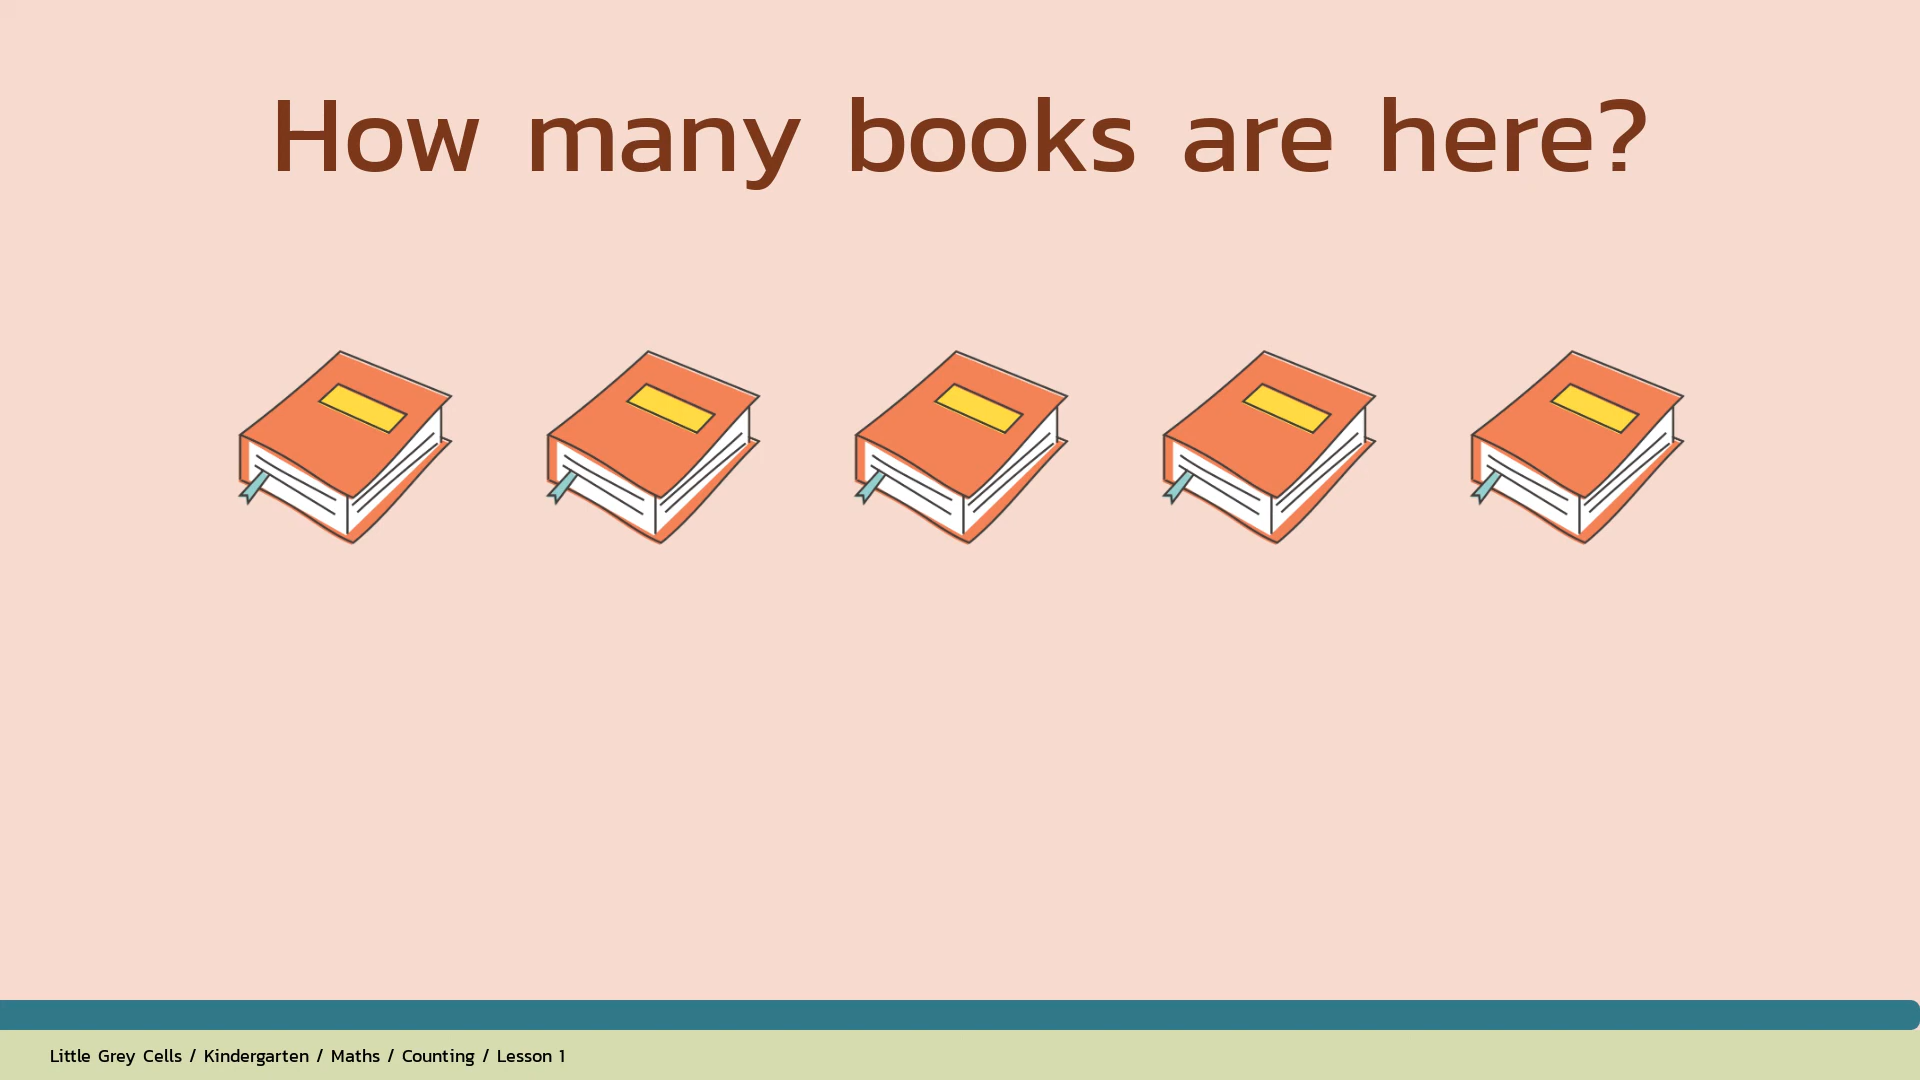 How many books are here?
Little Grey Cells / Kindergarten / Maths / Counting / Lesson 1